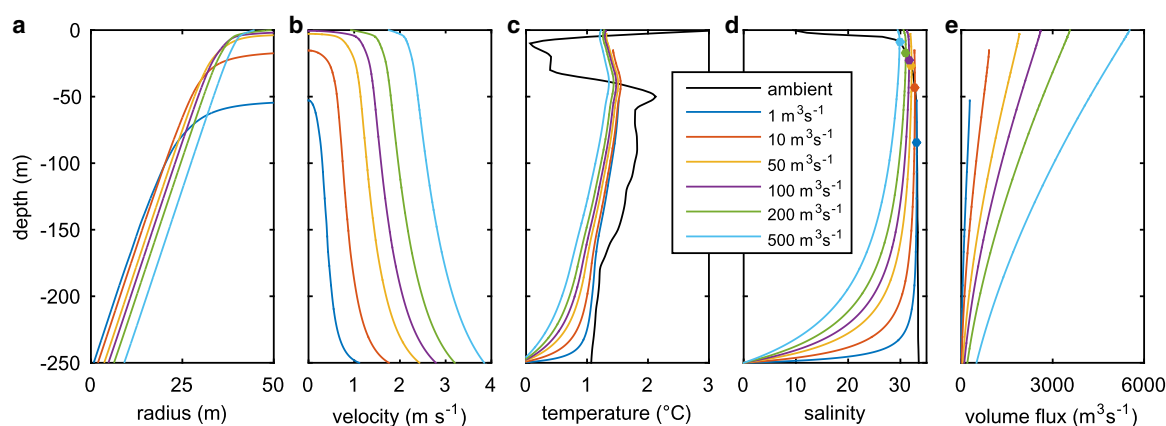 a b c d e
0
-50
-100
-150
-200
-250
depth (m)
0 25 50
radius (m)
0 1 2 3 4
velocity (m s⁻¹)
0 1 2 3
temperature (°C)
0 10 20 30
salinity
0 3000 6000
volume flux (m³s⁻¹)
ambient
1 m³s⁻¹
10 m³s⁻¹
50 m³s⁻¹
100 m³s⁻¹
200 m³s⁻¹
500 m³s⁻¹